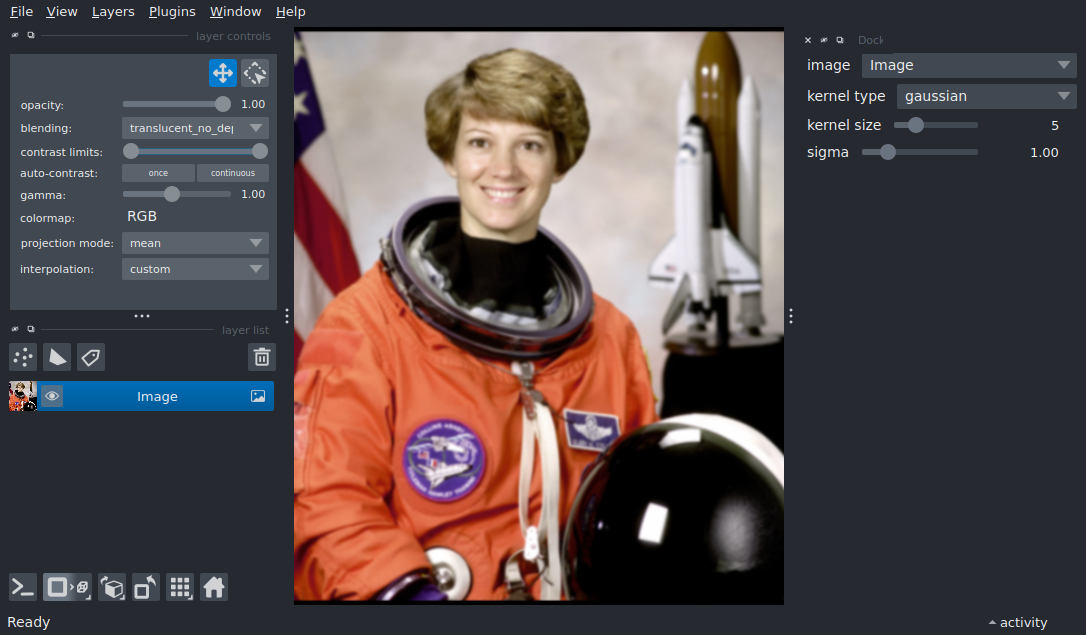 File View Layers Plugins Window Help
layer controls
opacity: 1.00
blending: translucent_no_dep
contrast limits:
auto-contrast: once continuous
gamma: 1.00
colormap: RGB
projection mode: mean
interpolation: custom
layer list
Image
Dock
image Image
kernel type gaussian
kernel size 5
sigma 1.00
Ready
activity